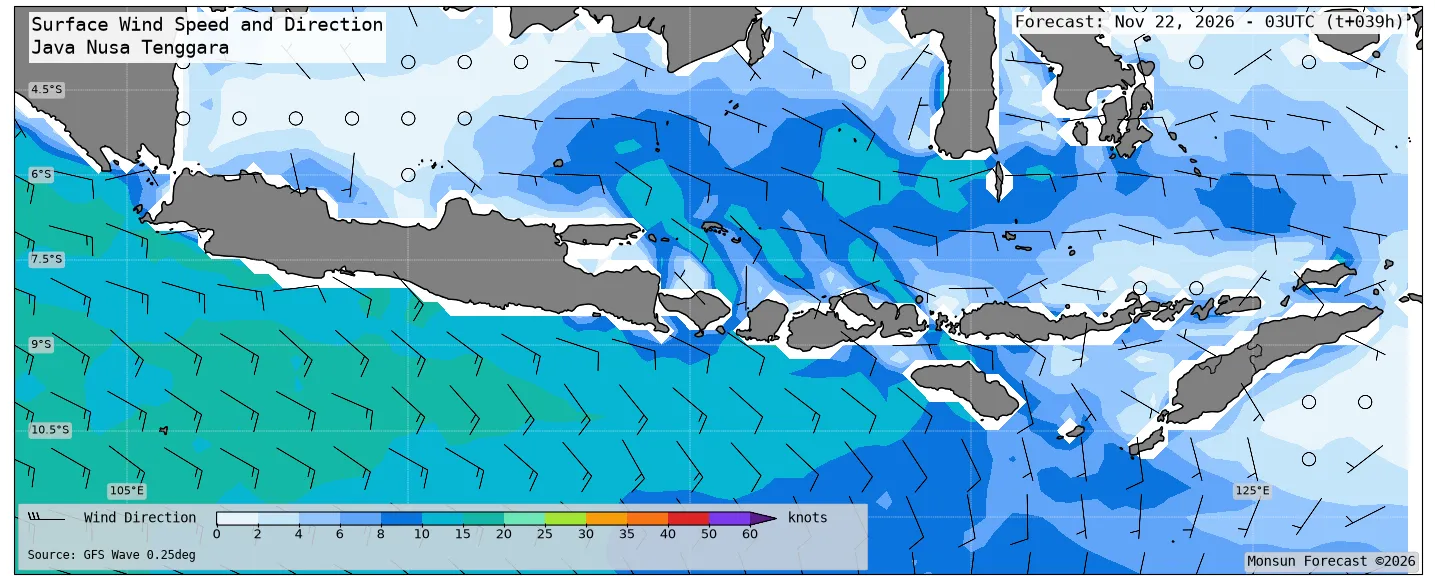 Surface Wind Speed and Direction
Java Nusa Tenggara
Forecast: Nov 22, 2026 - 03UTC (t+039h)
4.5°S
6°S
7.5°S
9°S
10.5°S
105°E
125°E
Wind Direction
0 2 4 6 8 10 15 20 25 30 35 40 50 60
knots
Source: GFS Wave 0.25deg
Monsun Forecast ©2026